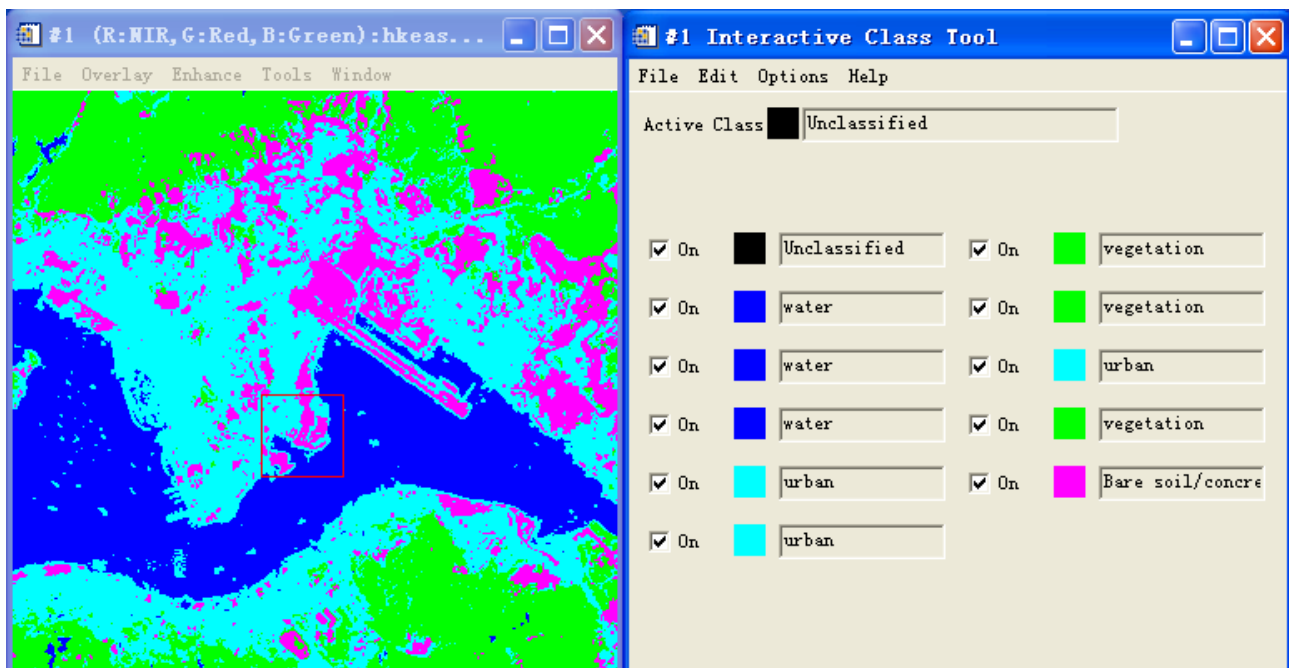 #1 (R:NIR,G:Red,B:Green):hkeas...
File Overlay Enhance Tools Window
#1 Interactive Class Tool
File Edit Options Help
Active Class Unclassified
On Unclassified On vegetation
On water On vegetation
On water On urban
On water On vegetation
On urban On Bare soil/concre
On urban